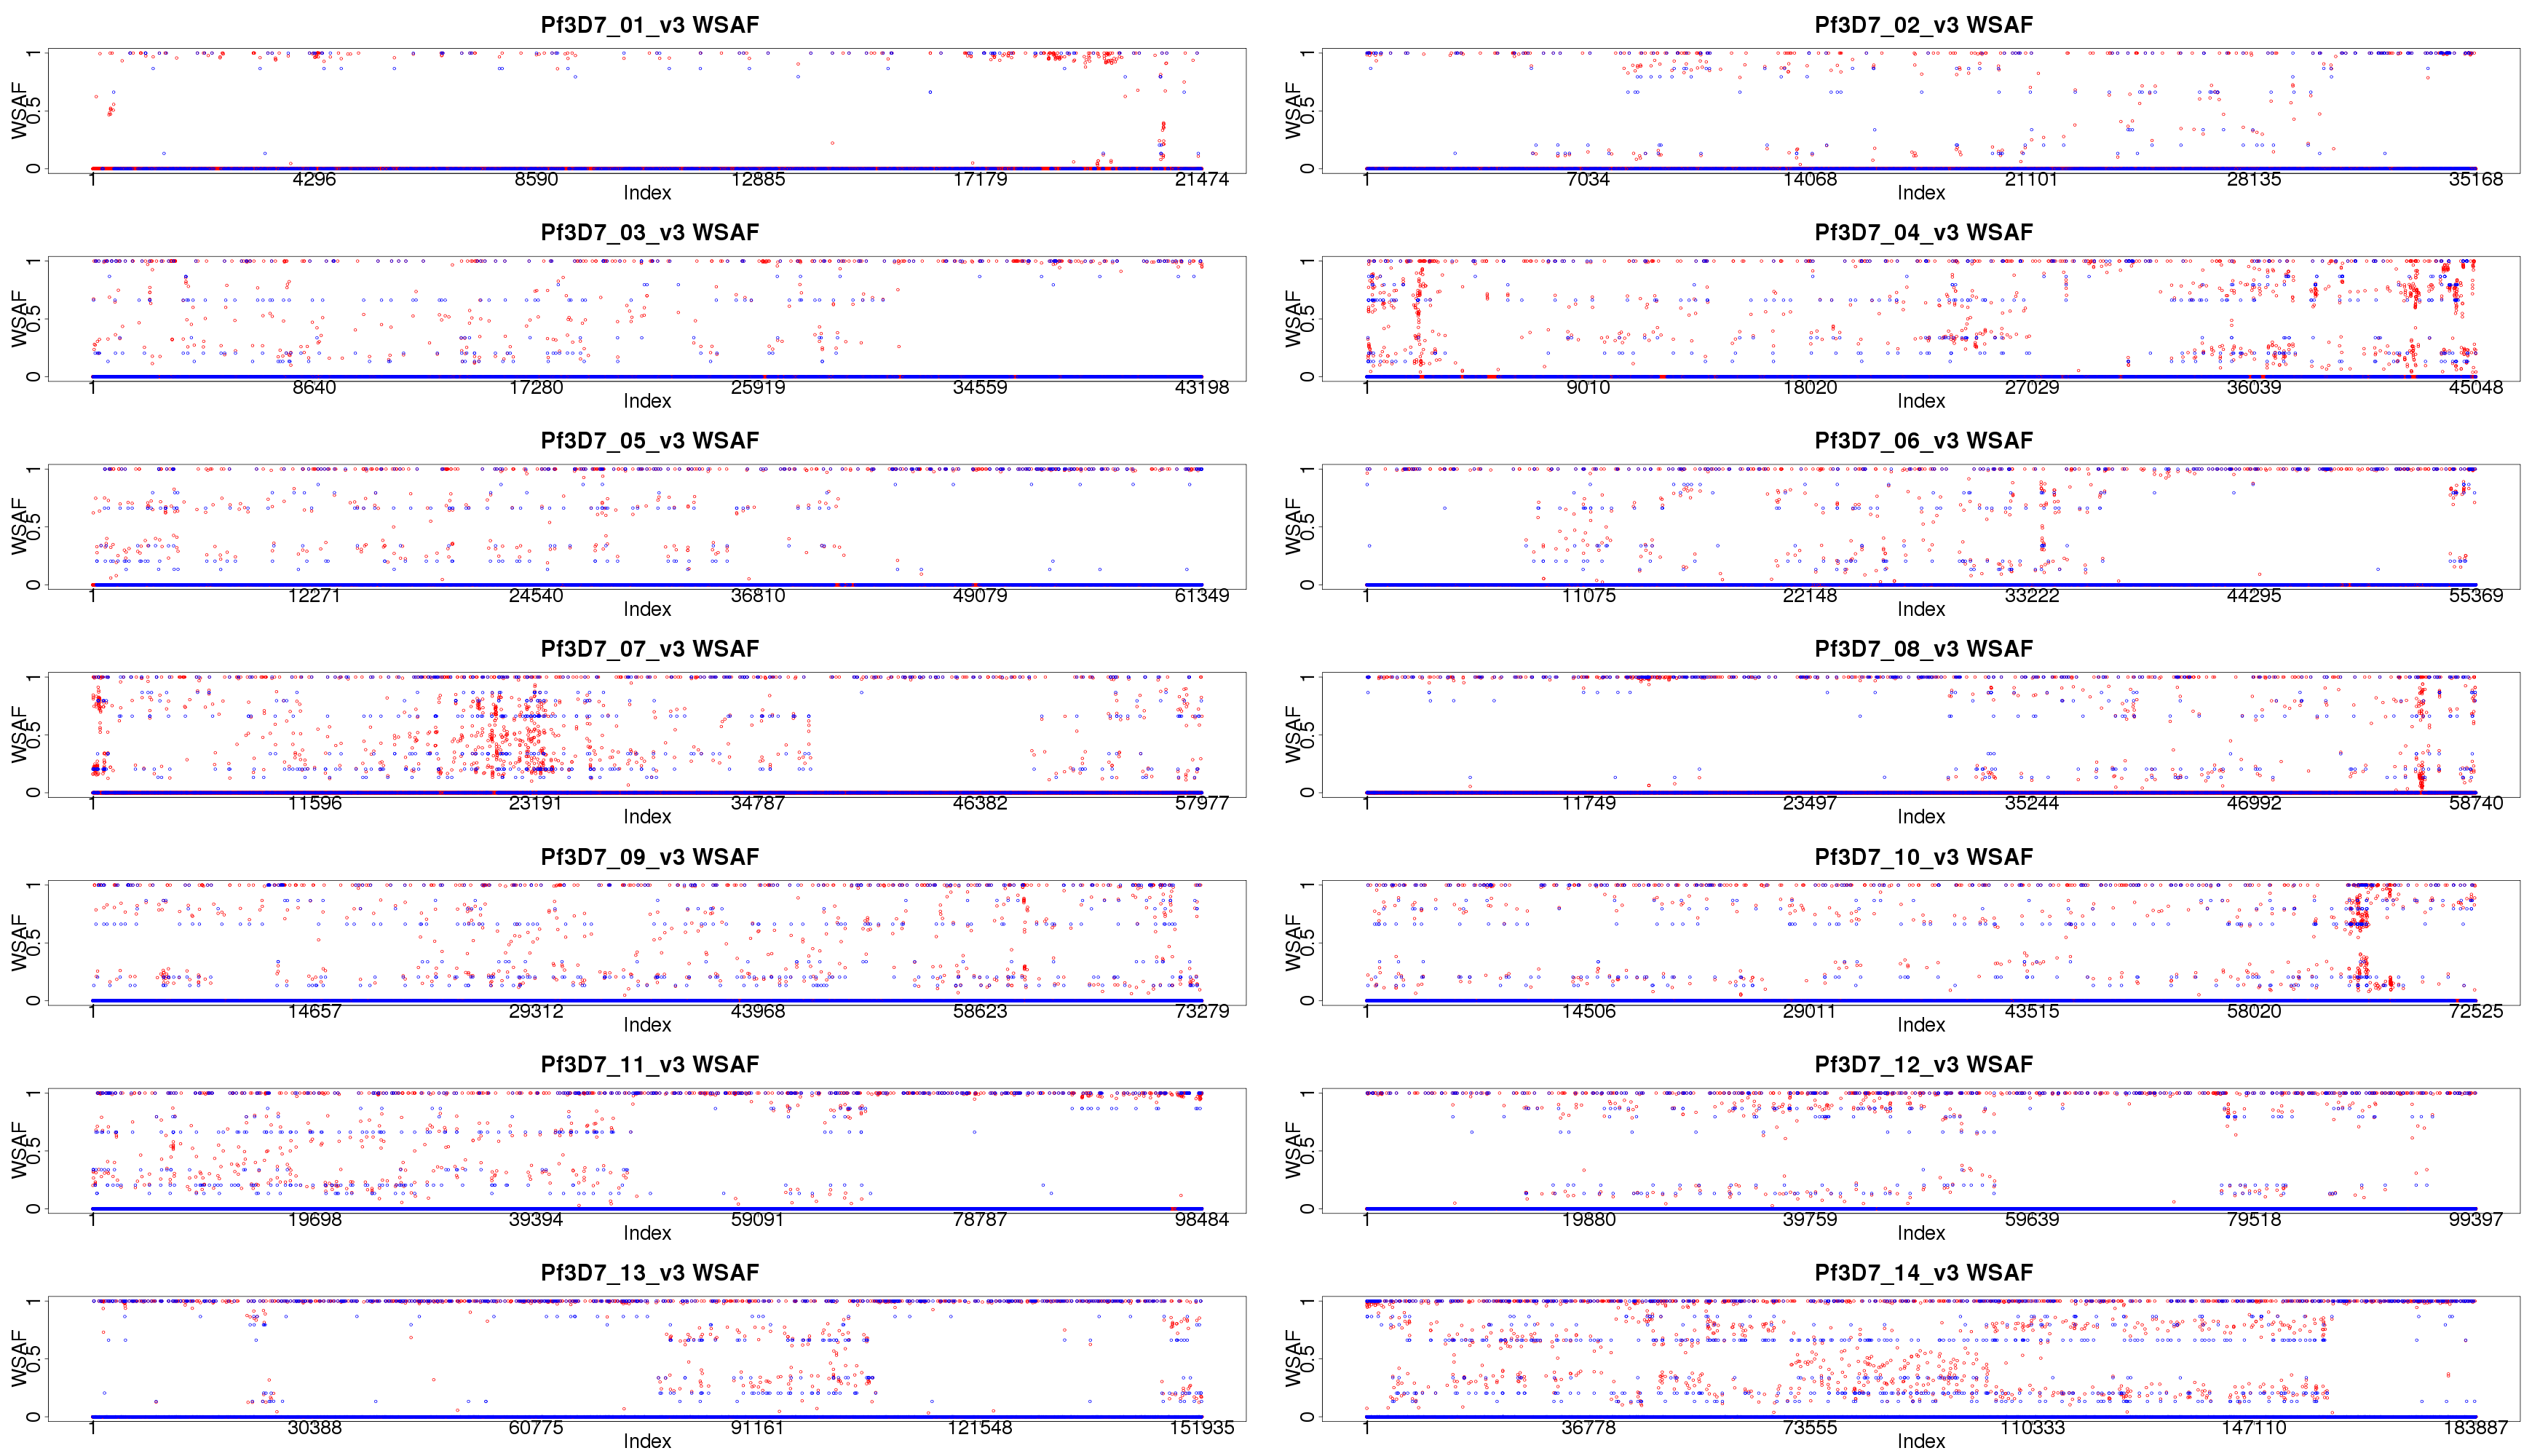 Pf3D7_01_v3 WSAF
WSAF
0 0.5 1
1 4296 8590 12885 17179 21474
Index
Pf3D7_02_v3 WSAF
WSAF
0 0.5 1
1 7034 14068 21101 28135 35168
Index
Pf3D7_03_v3 WSAF
WSAF
0 0.5 1
1 8640 17280 25919 34559 43198
Index
Pf3D7_04_v3 WSAF
WSAF
0 0.5 1
1 9010 18020 27029 36039 45048
Index
Pf3D7_05_v3 WSAF
WSAF
0 0.5 1
1 12271 24540 36810 49079 61349
Index
Pf3D7_06_v3 WSAF
WSAF
0 0.5 1
1 11075 22148 33222 44295 55369
Index
Pf3D7_07_v3 WSAF
WSAF
0 0.5 1
1 11596 23191 34787 46382 57977
Index
Pf3D7_08_v3 WSAF
WSAF
0 0.5 1
1 11749 23497 35244 46992 58740
Index
Pf3D7_09_v3 WSAF
WSAF
0 0.5 1
1 14657 29312 43968 58623 73279
Index
Pf3D7_10_v3 WSAF
WSAF
0 0.5 1
1 14506 29011 43515 58020 72525
Index
Pf3D7_11_v3 WSAF
WSAF
0 0.5 1
1 19698 39394 59091 78787 98484
Index
Pf3D7_12_v3 WSAF
WSAF
0 0.5 1
1 19880 39759 59639 79518 99397
Index
Pf3D7_13_v3 WSAF
WSAF
0 0.5 1
1 30388 60775 91161 121548 151935
Index
Pf3D7_14_v3 WSAF
WSAF
0 0.5 1
1 36778 73555 110333 147110 183887
Index